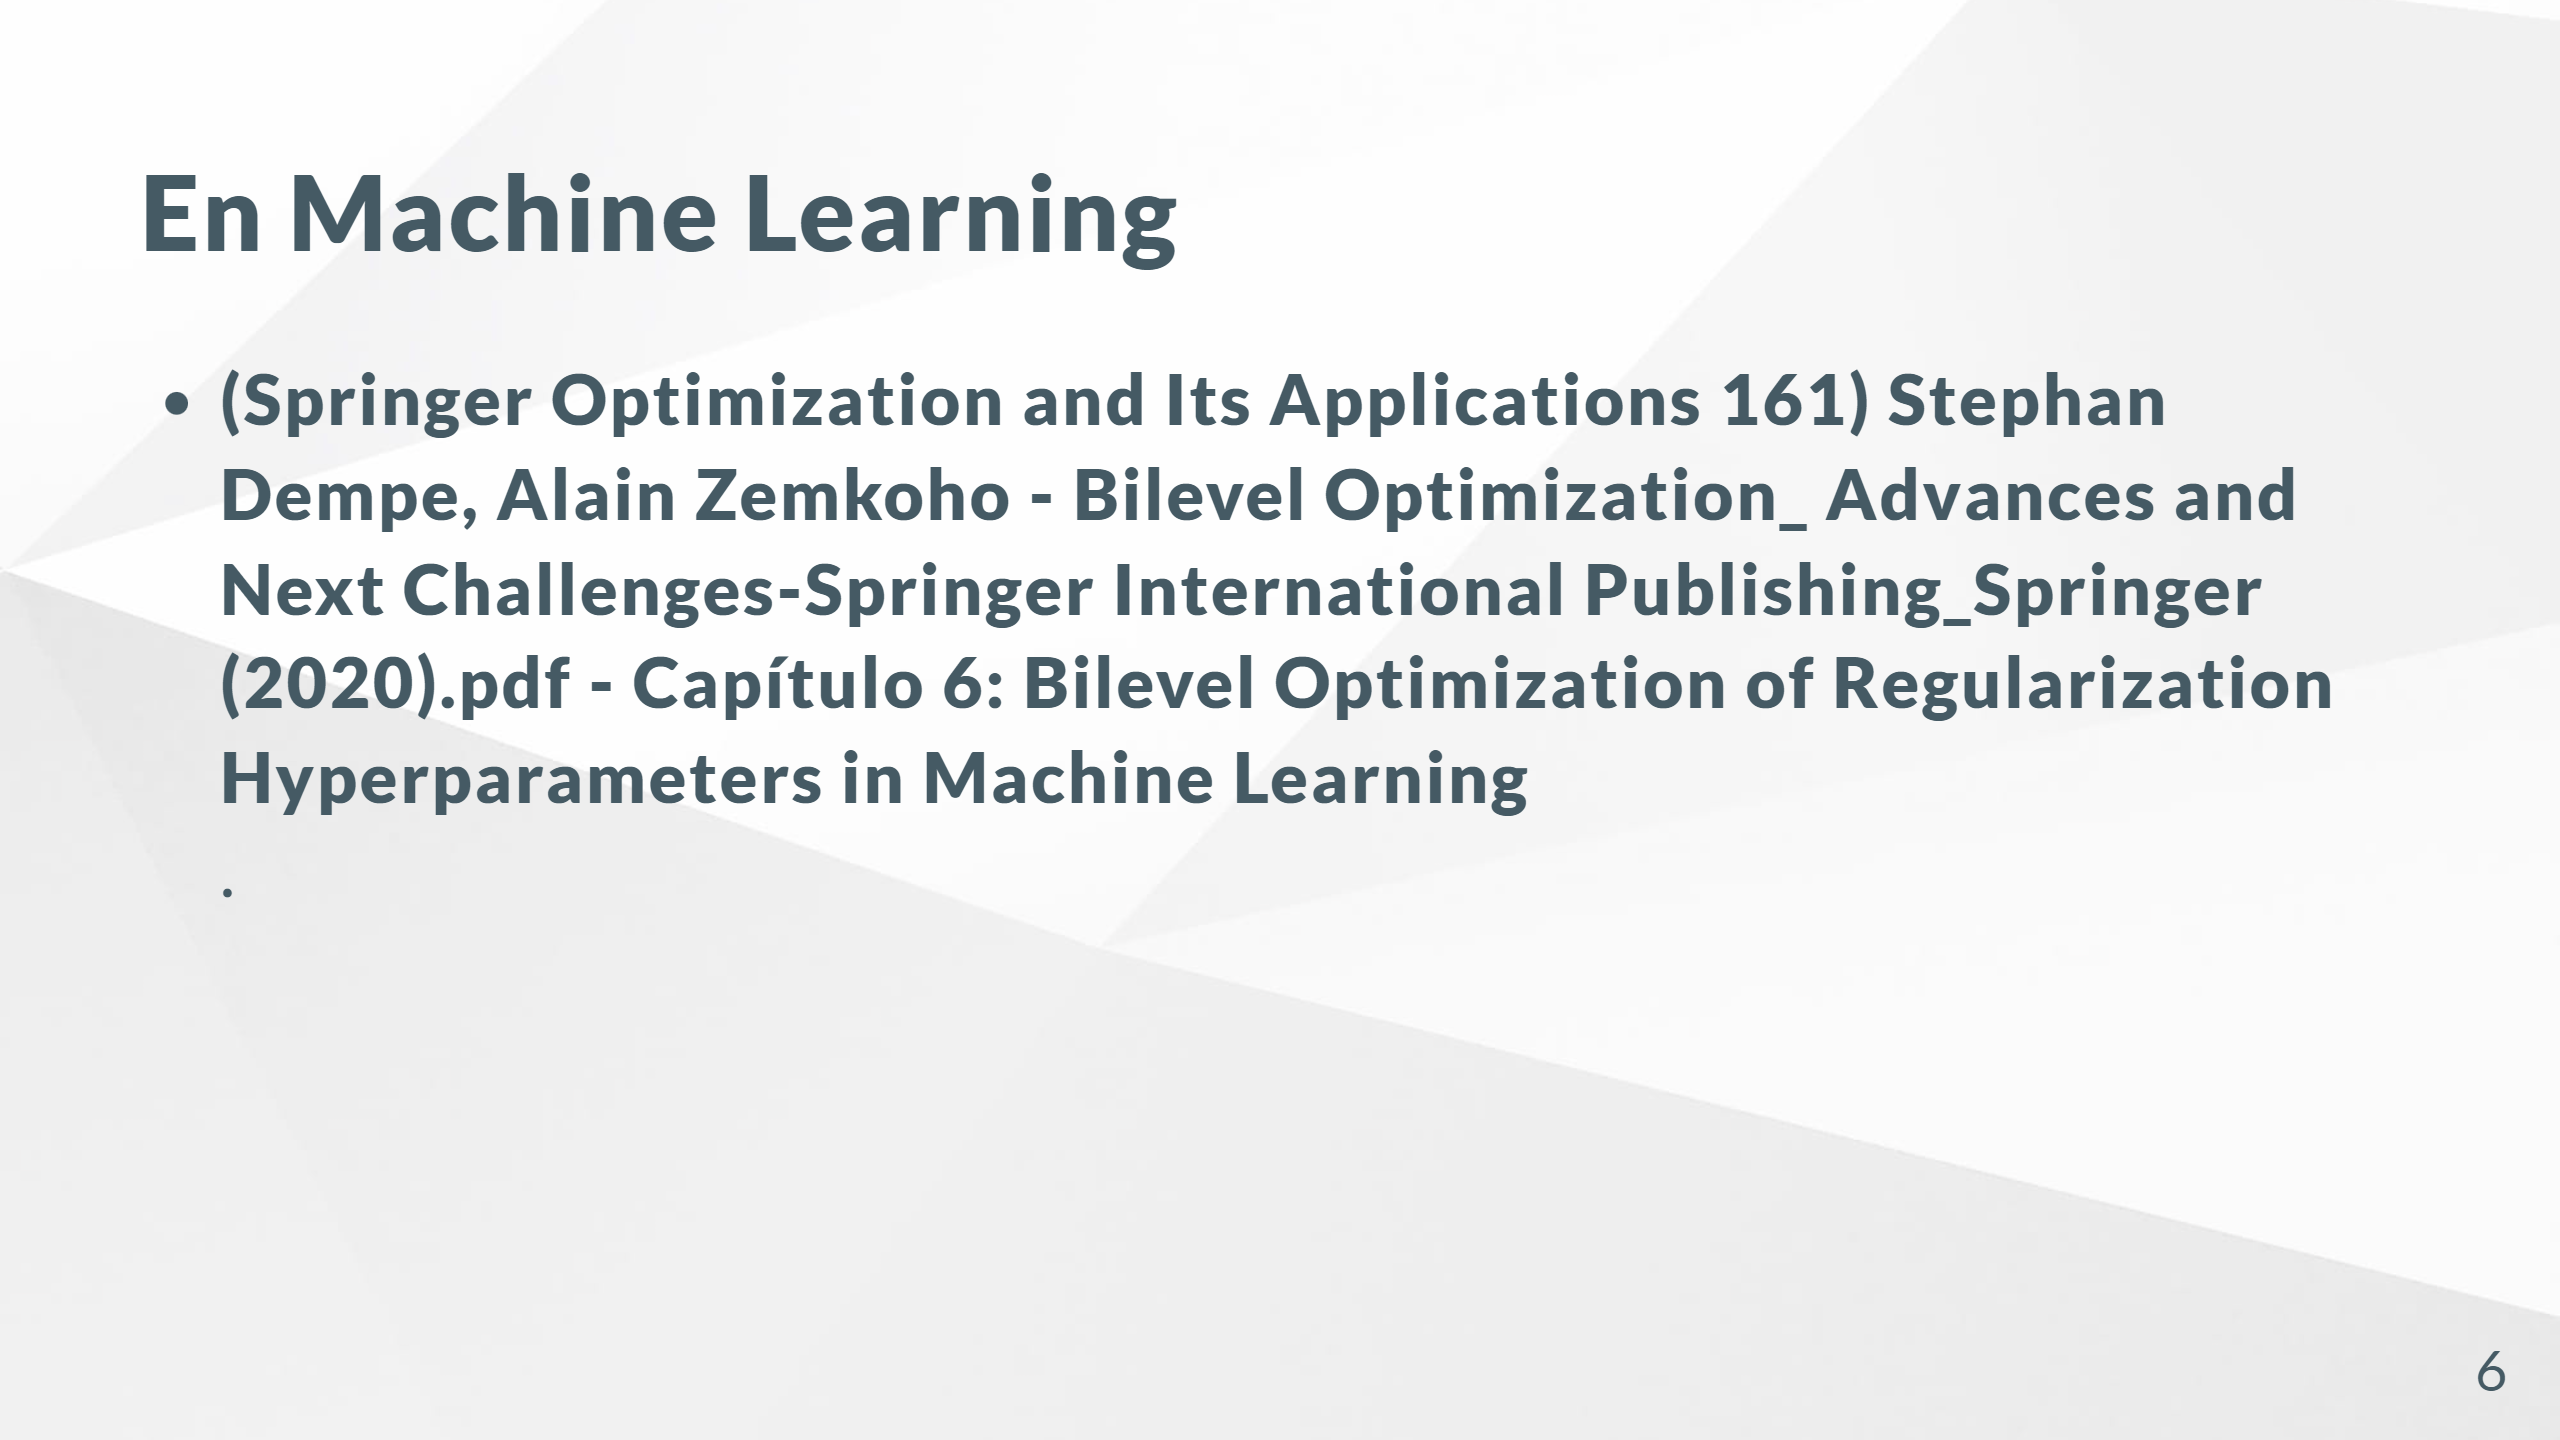 En Machine Learning
• (Springer Optimization and Its Applications 161) Stephan
Dempe, Alain Zemkoho - Bilevel Optimization_ Advances and
Next Challenges-Springer International Publishing_Springer
(2020).pdf - Capítulo 6: Bilevel Optimization of Regularization
Hyperparameters in Machine Learning
.
6